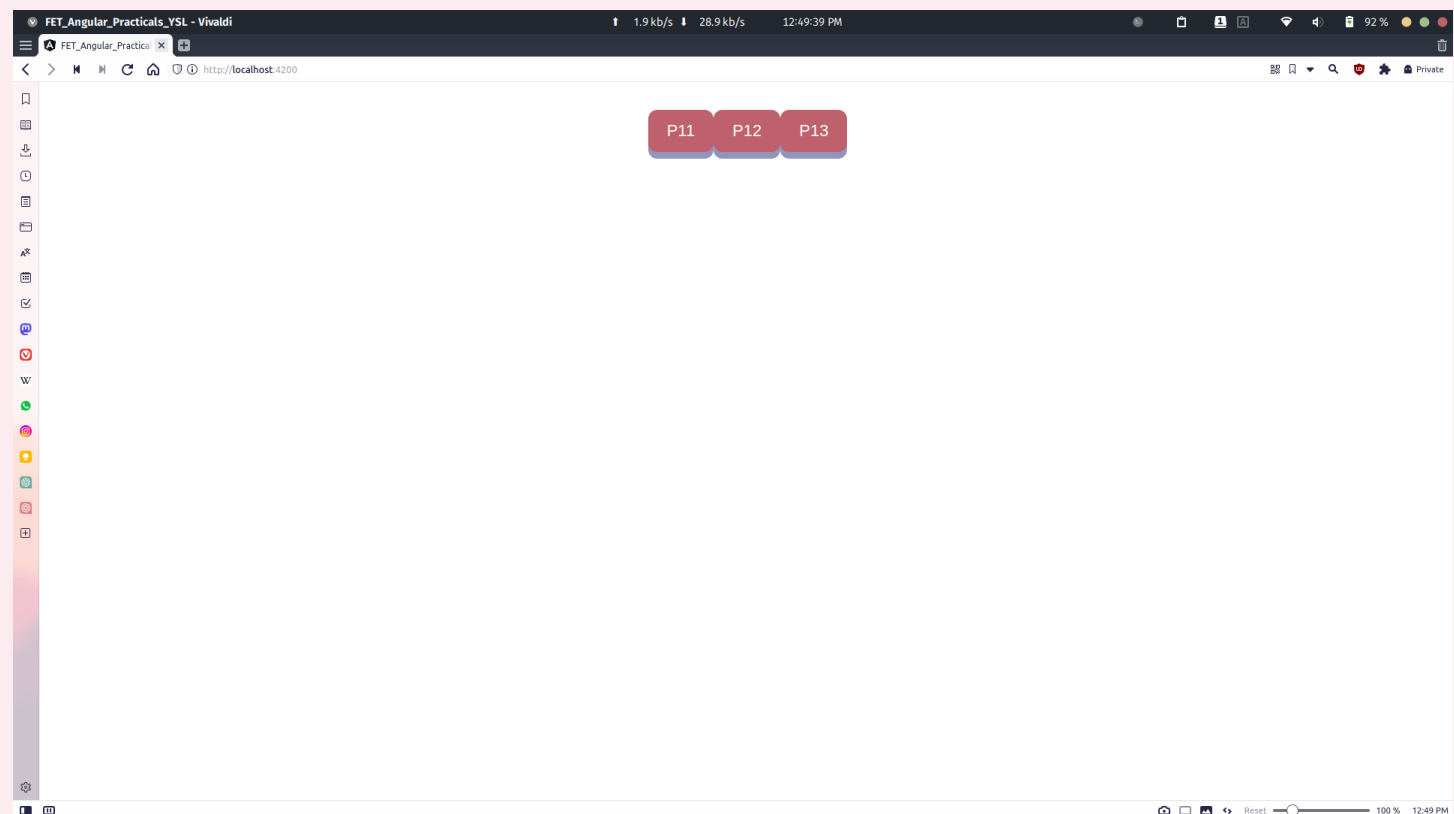 FET_Angular_Practicals_YSL - Vivaldi
1.9 kb/s
28.9 kb/s
12:49:39 PM
1
A
92 %
FET_Angular_Practical
http://localhost:4200
Private
P11
P12
P13
W
Reset
100 %
12:49 PM